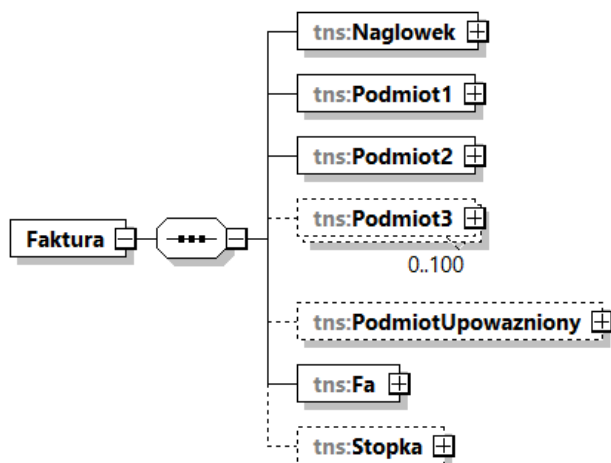 tns:Naglowek
tns:Podmiot1
tns:Podmiot2
tns:Podmiot3
Faktura
0..100
tns:PodmiotUpowazniony
tns:Fa
tns:Stopka